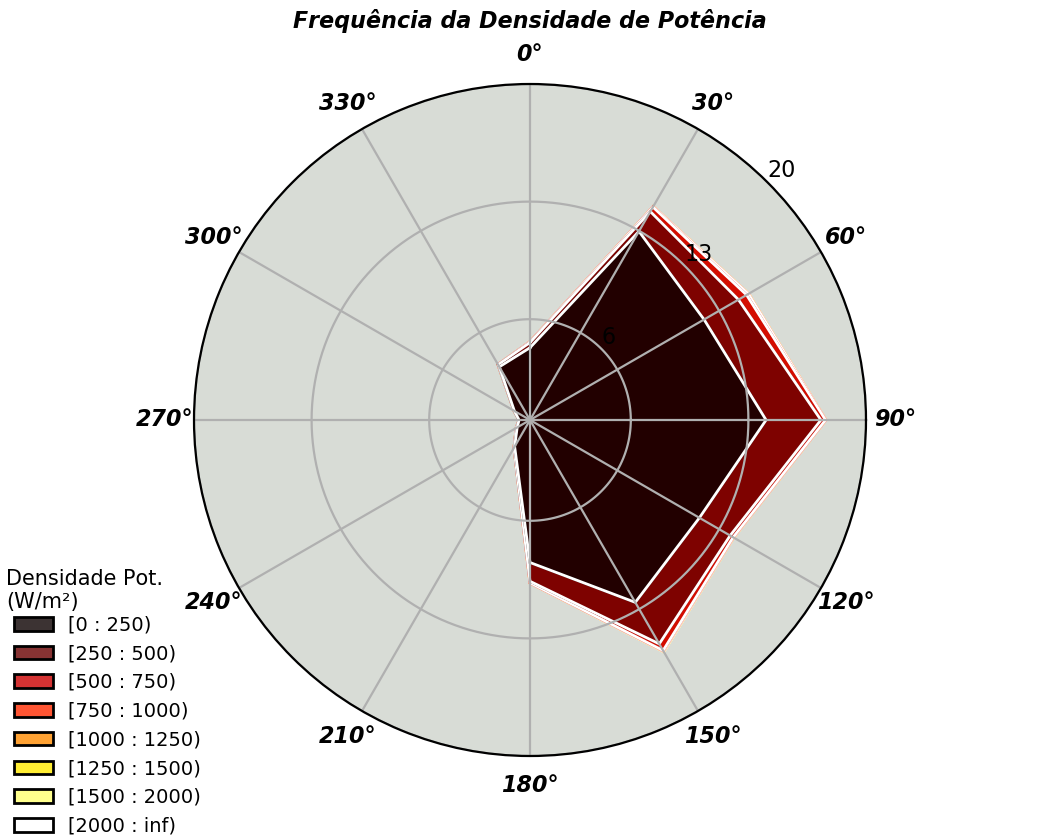 Frequência da Densidade de Potência
0°
330°
30°
20
300°
60°
13
6
270°
90°
240°
120°
210°
150°
180°
Densidade Pot.
(W/m²)
[0 : 250)
[250 : 500)
[500 : 750)
[750 : 1000)
[1000 : 1250)
[1250 : 1500)
[1500 : 2000)
[2000 : inf)